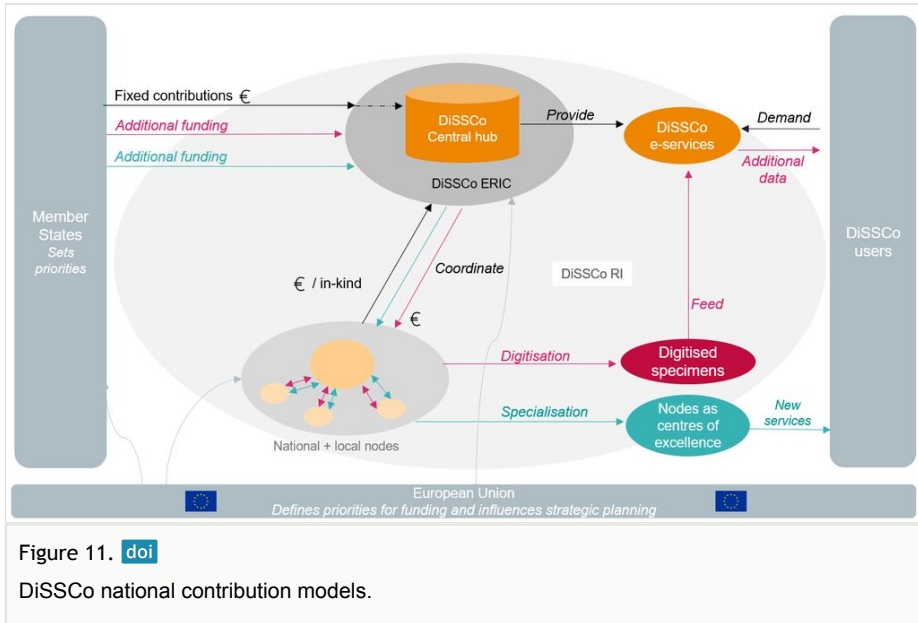 Fixed contributions €
Additional funding
Additional funding
Member
States
Sets
priorities
DiSSCo
Central hub
DiSSCo ERIC
Provide
DiSSCo
e-services
Demand
Additional
data
DiSSCo
users
€ / in-kind
Coordinate
€
DiSSCo RI
Feed
Digitisation
Digitised
specimens
Specialisation
Nodes as
centres of
excellence
New
services
National + local nodes
European Union
Defines priorities for funding and influences strategic planning
Figure 11. doi
DiSSCo national contribution models.